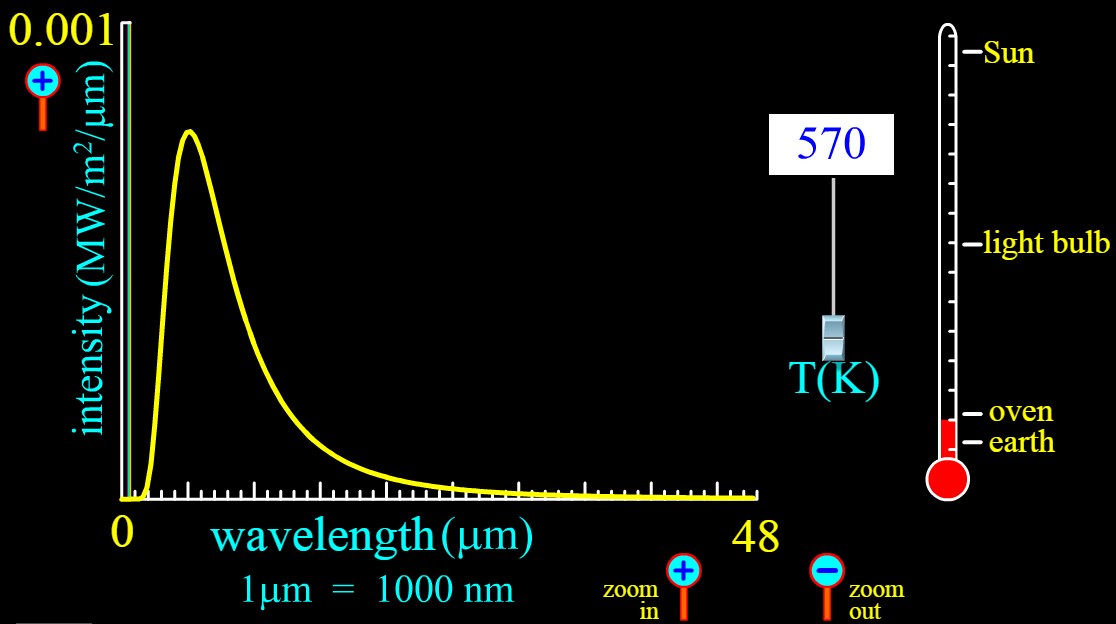 0.001
intensity (MW/m²/μm)
570
T(K)
Sun
light bulb
oven
earth
0
wavelength(μm)
48
1μm = 1000 nm
zoom
in
zoom
out